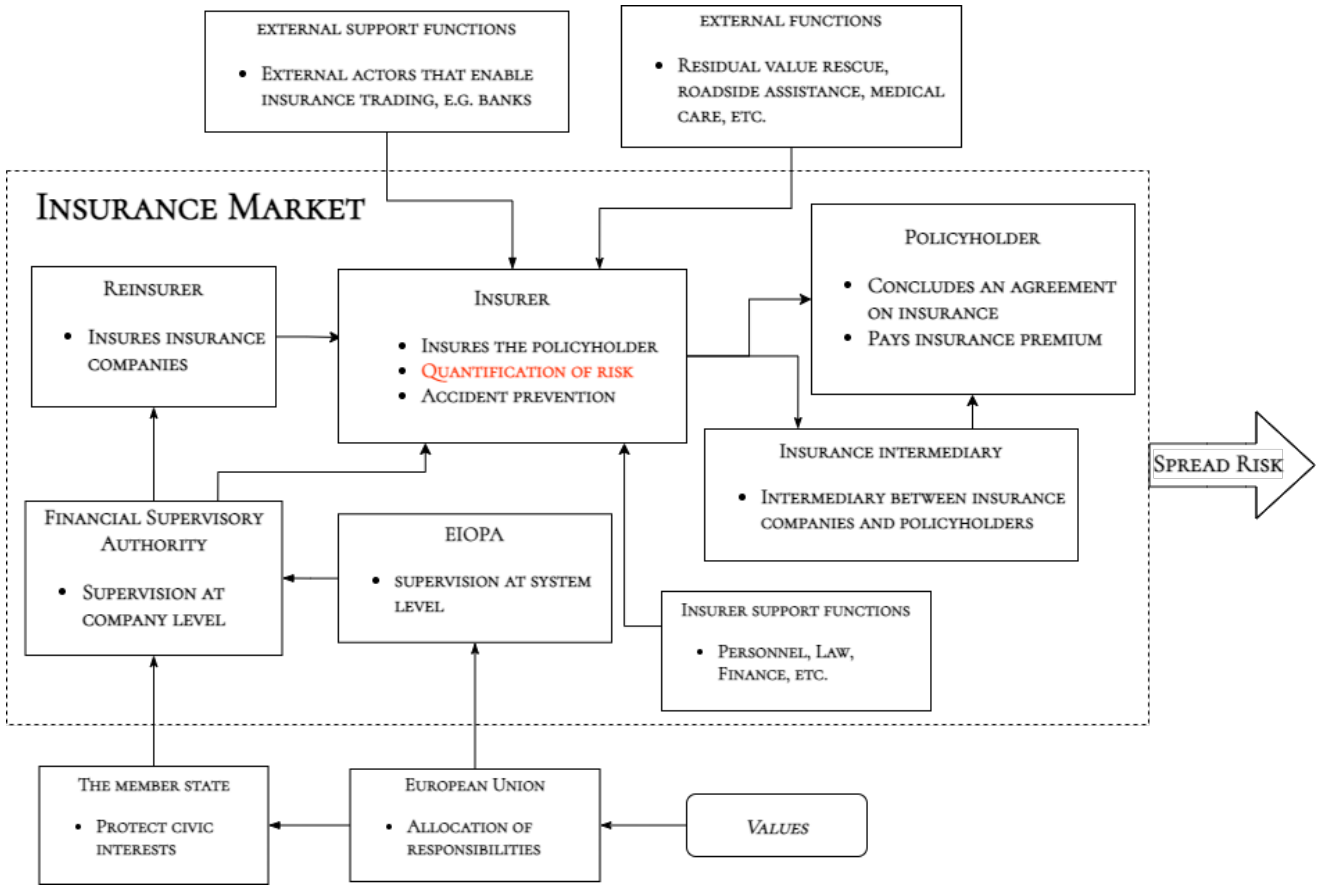 EXTERNAL SUPPORT FUNCTIONS
• EXTERNAL ACTORS THAT ENABLE
INSURANCE TRADING, E.G. BANKS
EXTERNAL FUNCTIONS
• RESIDUAL VALUE RESCUE,
ROADSIDE ASSISTANCE, MEDICAL
CARE, ETC.
INSURANCE MARKET
REINSURER
• INSURES INSURANCE
COMPANIES
INSURER
• INSURES THE POLICYHOLDER
• QUANTIFICATION OF RISK
• ACCIDENT PREVENTION
POLICYHOLDER
• CONCLUDES AN AGREEMENT
ON INSURANCE
• PAYS INSURANCE PREMIUM
INSURANCE INTERMEDIARY
• INTERMEDIARY BETWEEN INSURANCE
COMPANIES AND POLICYHOLDERS
SPREAD RISK
FINANCIAL SUPERVISORY
AUTHORITY
• SUPERVISION AT
COMPANY LEVEL
EIOPA
• SUPERVISION AT SYSTEM
LEVEL
INSURER SUPPORT FUNCTIONS
• PERSONNEL, LAW,
FINANCE, ETC.
THE MEMBER STATE
• PROTECT CIVIC
INTERESTS
EUROPEAN UNION
• ALLOCATION OF
RESPONSIBILITIES
VALUES